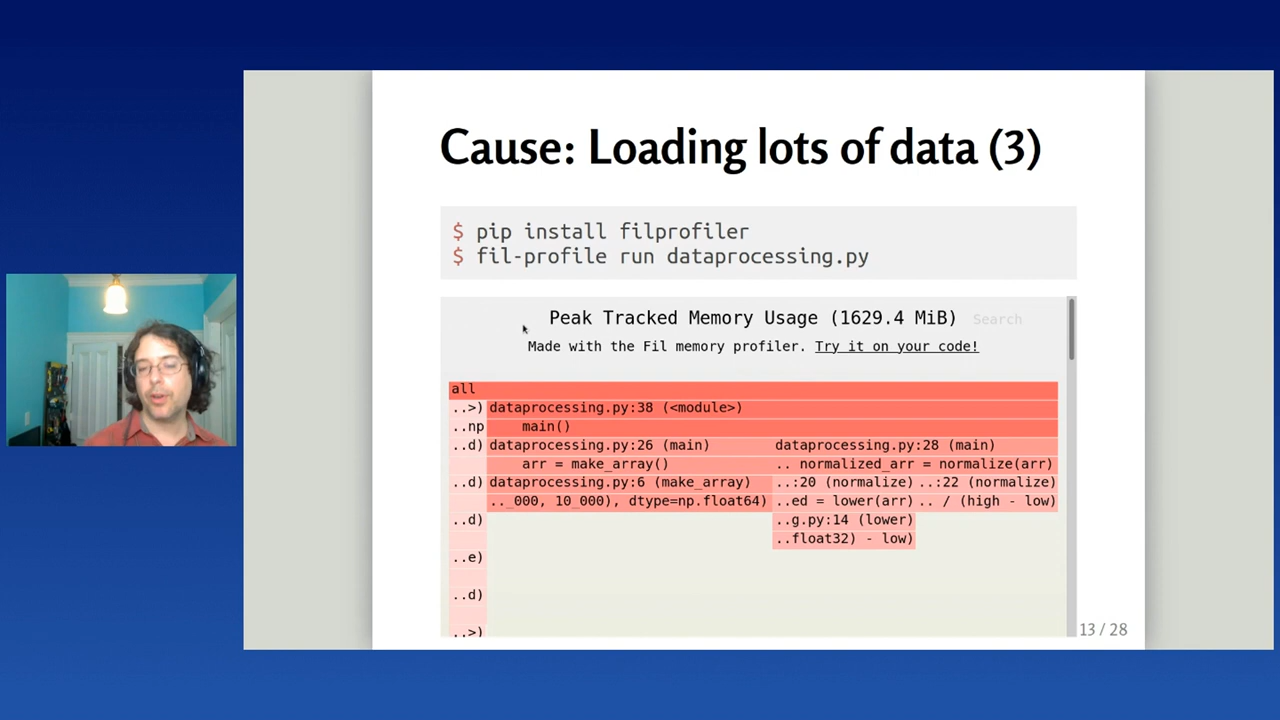 Cause: Loading lots of data (3)
$ pip install filprofiler
$ fil-profile run dataprocessing.py
Peak Tracked Memory Usage (1629.4 MiB) Search
Made with the Fil memory profiler. Try it on your code!
all
..>) dataprocessing.py:38 (<module>)
..np main()
..d) dataprocessing.py:26 (main) dataprocessing.py:28 (main)
arr = make_array() .. normalized_arr = normalize(arr)
..d) dataprocessing.py:6 (make_array) ..:20 (normalize) ..:22 (normalize)
.._000, 10_000), dtype=np.float64) ..ed = lower(arr) .. / (high - low)
..d) ..g.py:14 (lower)
..float32) - low)
..e)
..d)
..>)
13 / 28